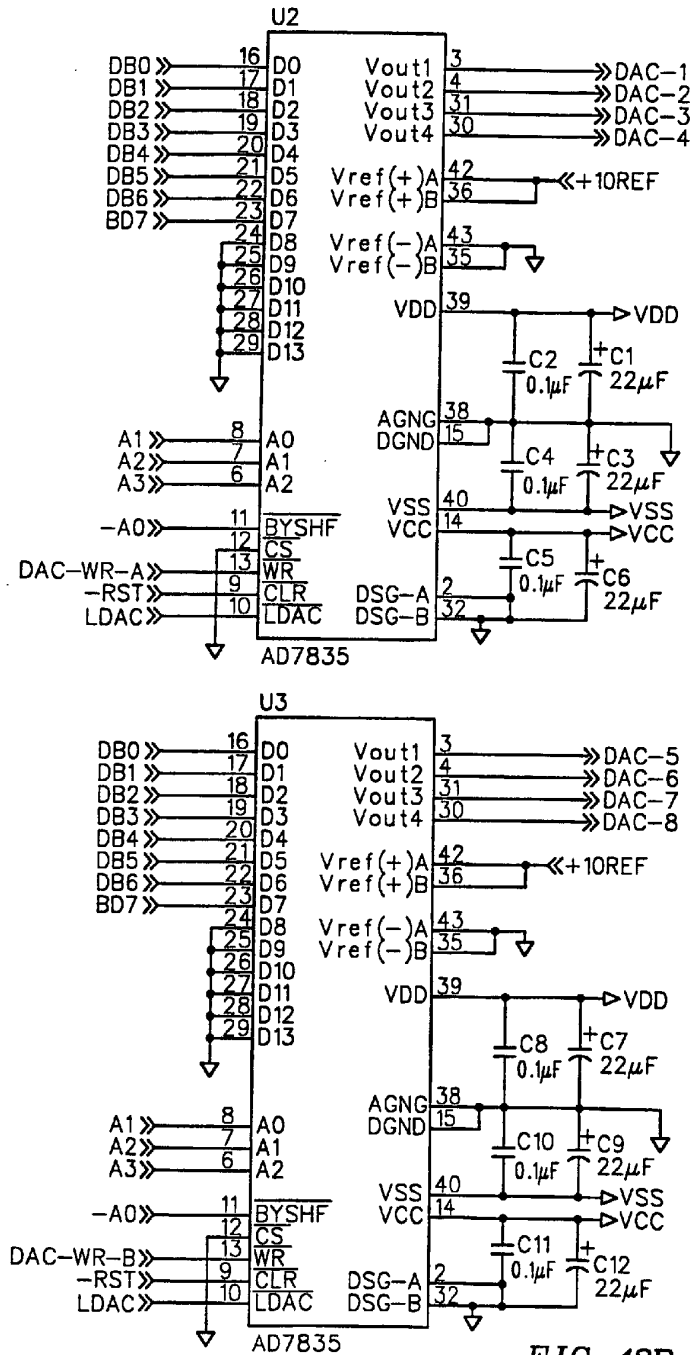 U2
DB0 16 D0 Vout1 3 DAC-1
DB1 17 D1 Vout2 4 DAC-2
DB2 18 D2 Vout3 31 DAC-3
DB3 19 D3 Vout4 30 DAC-4
DB4 20 D4
DB5 21 D5 Vref(+)A 42 +10REF
DB6 22 D6 Vref(+)B 36
BD7 23 D7
24 D8 Vref(-)A 43
25 D9 Vref(-)B 35
26 D10
27 D11 VDD 39 VDD
28 D12
29 D13
C2 0.1µF + C1 22µF
AGNG 38
A1 8 A0 DGND 15
A2 7 A1 C4 0.1µF + C3 22µF
A3 6 A2
VSS 40 VSS
-A0 11 BYSHF VCC 14 VCC
12 CS
DAC-WR-A 13 WR C5 0.1µF + C6 22µF
-RST 9 CLR DSG-A 2
LDAC 10 LDAC DSG-B 32
AD7835
U3
DB0 16 D0 Vout1 3 DAC-5
DB1 17 D1 Vout2 4 DAC-6
DB2 18 D2 Vout3 31 DAC-7
DB3 19 D3 Vout4 30 DAC-8
DB4 20 D4
DB5 21 D5 Vref(+)A 42 +10REF
DB6 22 D6 Vref(+)B 36
BD7 23 D7
24 D8 Vref(-)A 43
25 D9 Vref(-)B 35
26 D10
27 D11 VDD 39 VDD
28 D12
29 D13
C8 0.1µF + C7 22µF
AGNG 38
A1 8 A0 DGND 15
A2 7 A1 C10 0.1µF + C9 22µF
A3 6 A2
VSS 40 VSS
-A0 11 BYSHF VCC 14 VCC
12 CS
DAC-WR-B 13 WR C11 0.1µF + C12 22µF
-RST 9 CLR DSG-A 2
LDAC 10 LDAC DSG-B 32
AD7835